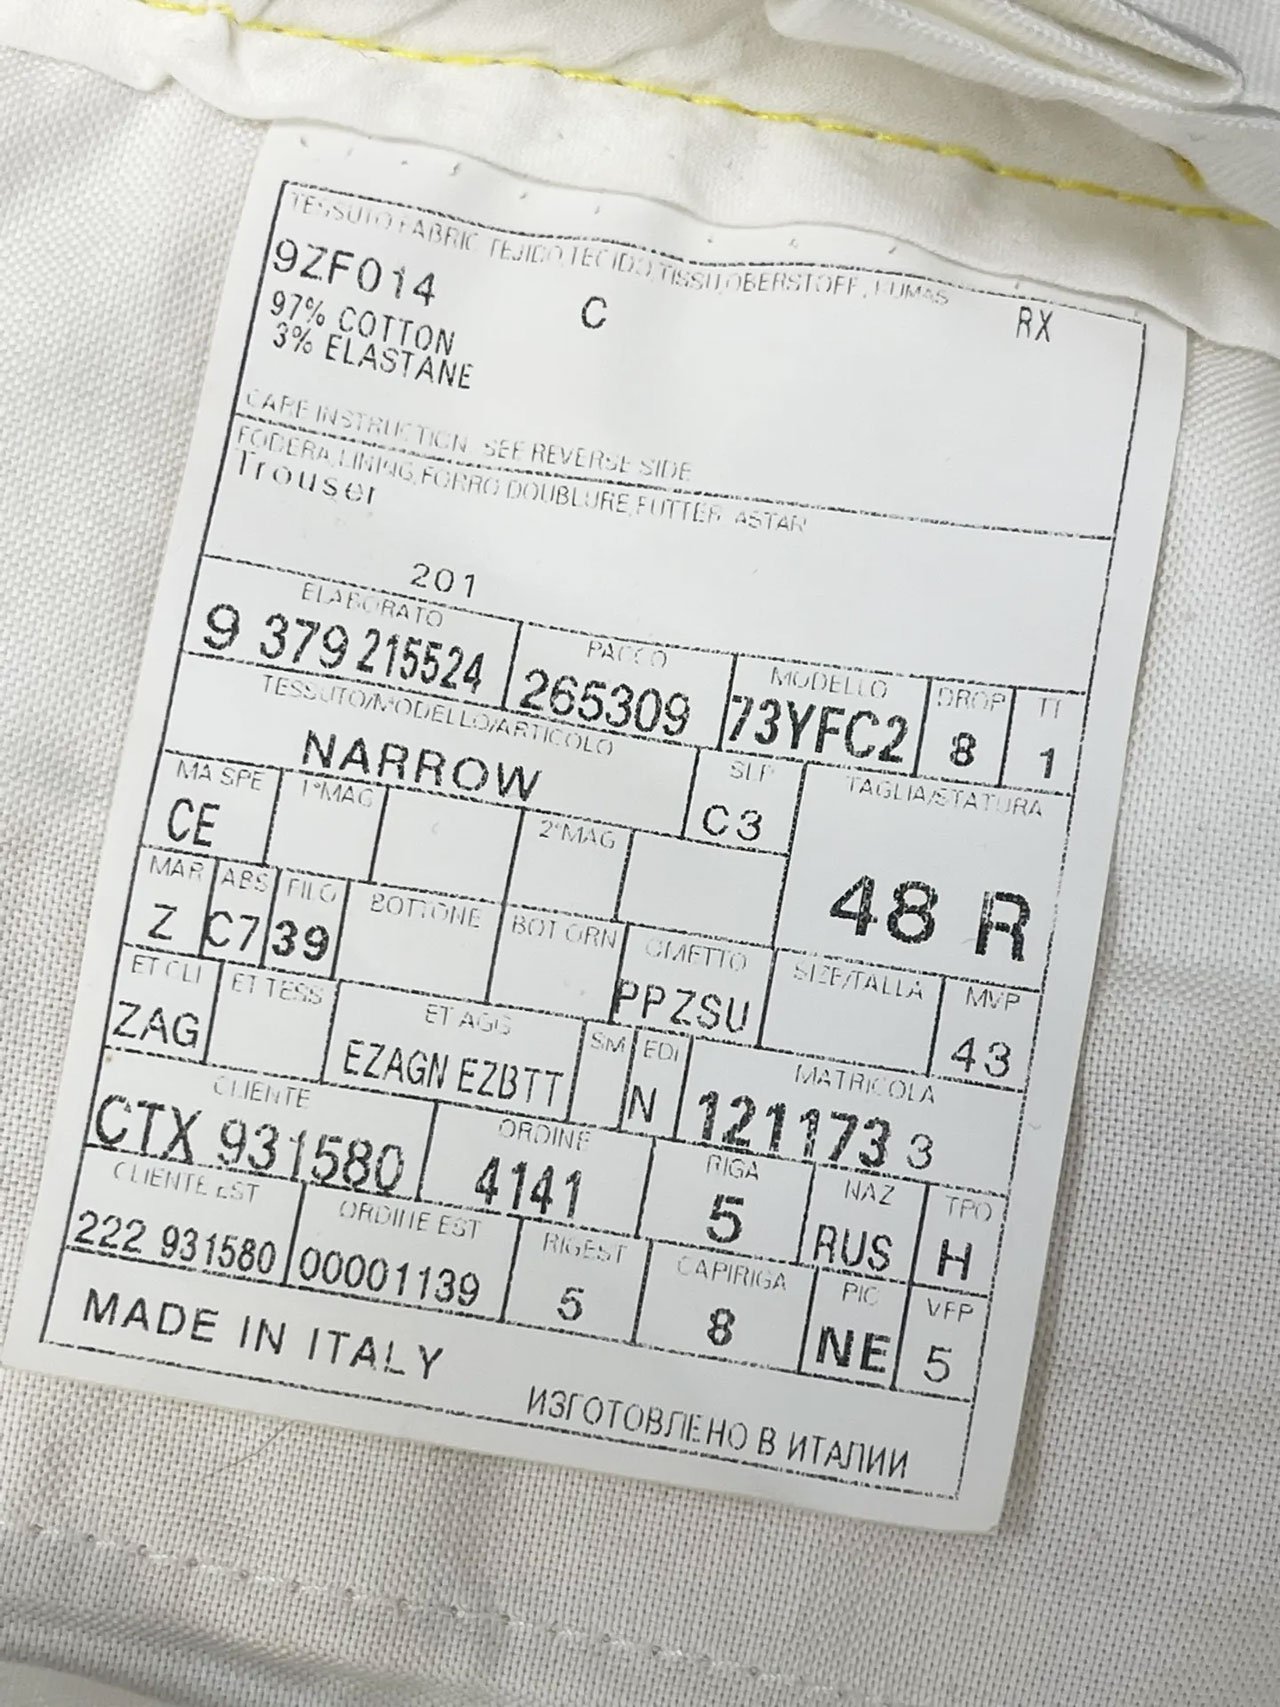 TESSUTO, FABRIC, TEJIDO, TECIDO, TISSU, OBERSTOFF, KUMAS
9ZF014 C RX
97% COTTON
3% ELASTANE
CARE INSTRUCTION SEE REVERSE SIDE
FODERA, LINING, FORRO DOUBLURE, FUTTER ASTAR
Trouser
201
ELABORATO PACCO MODELLO DROP TT
9 379 215524 265309 73YFC2 8 1
TESSUTO/MODELLO/ARTICOLO SLP TAGLIA/STATURA
NARROW C3 48 R
MA SPE 1°MAG 2°MAG
CE
MAR ABS FILO BOTTONE BOT ORN GMETTO SIZE/TALLA MVP
Z C7 39 PPZSU 43
ET CLI ET TESS ET AGG SM EDI MATRICOLA
ZAG EZAGN EZBTT N 121173 3
CLIENTE ORDINE RIGA NAZ TPO
CTX 931580 4141 5 RUS H
CLIENTE EST ORDINE EST RIGEST CAPIRIGA PIC VFP
222 931580 00001139 5 8 NE 5
MADE IN ITALY
ИЗГОТОВЛЕНО В ИТАЛИИ